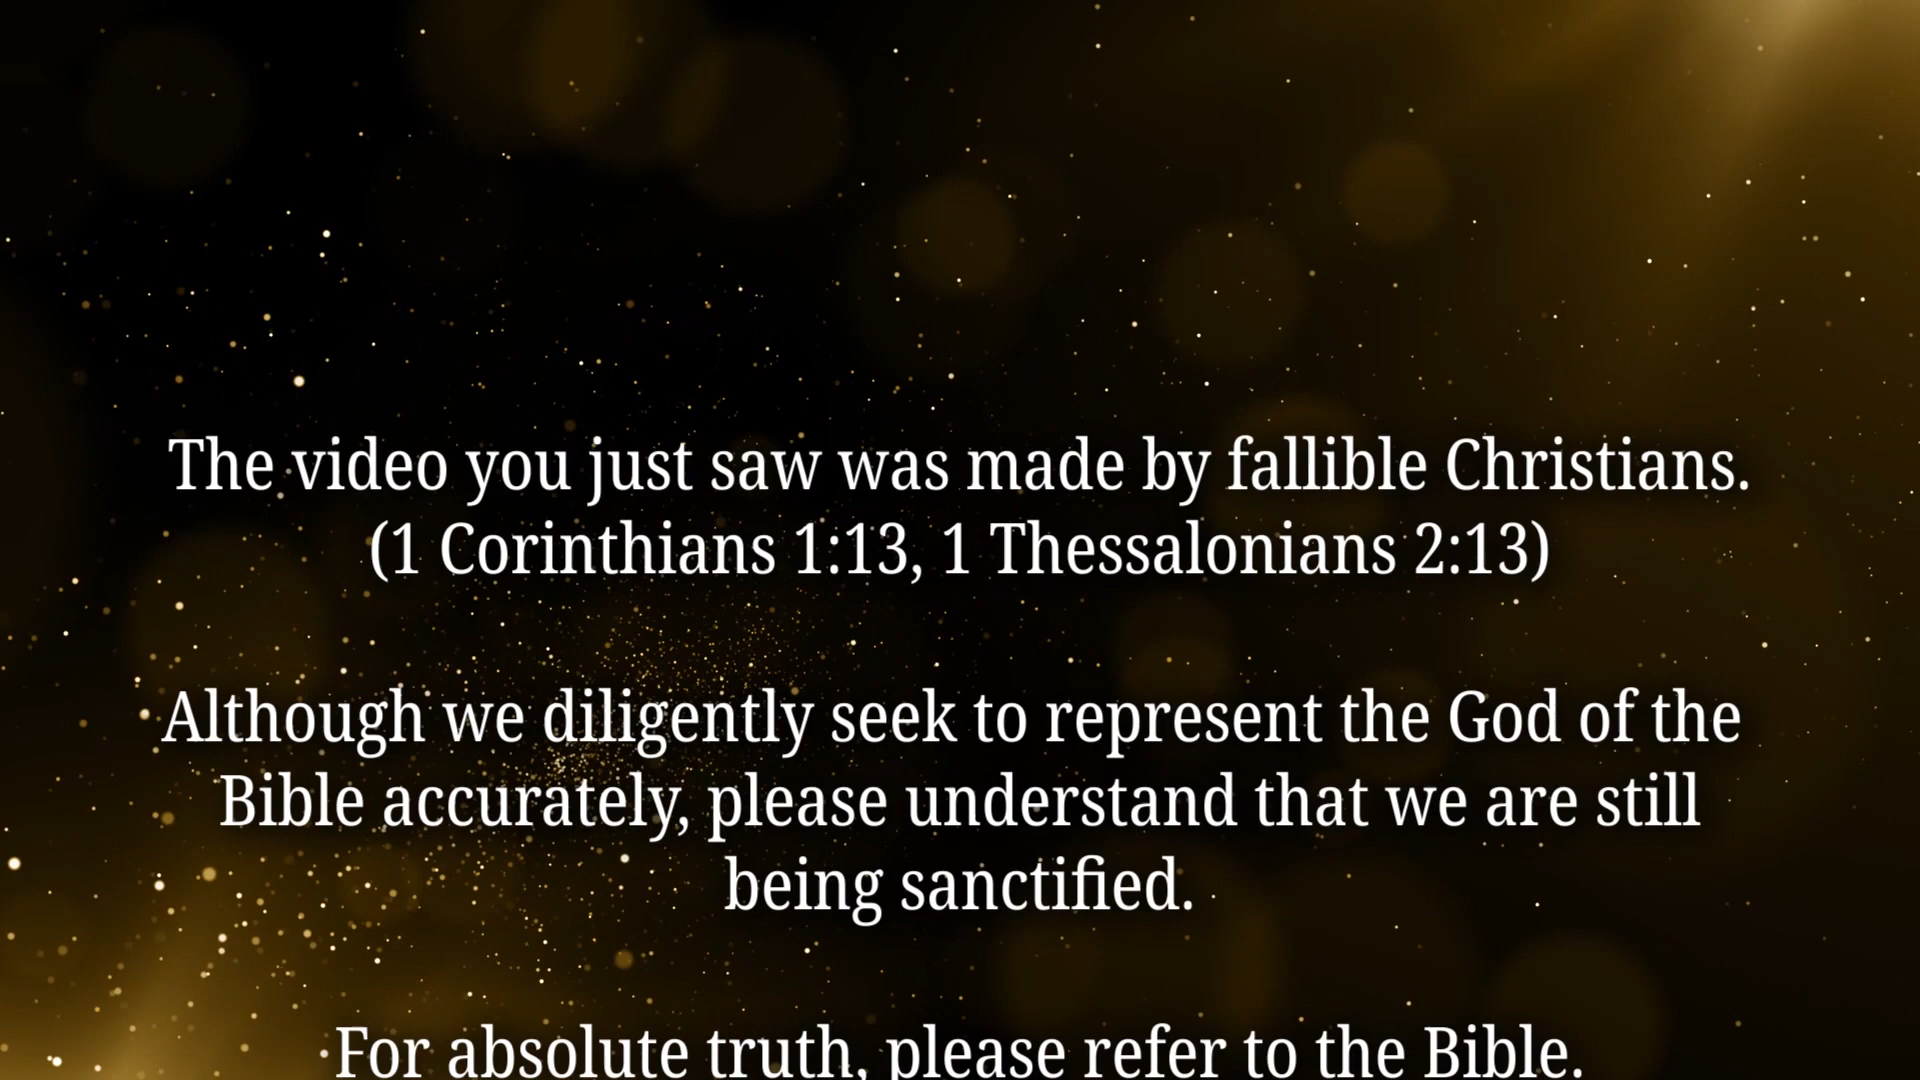 The video you just saw was made by fallible Christians.
(1 Corinthians 1:13, 1 Thessalonians 2:13)
Although we diligently seek to represent the God of the
Bible accurately, please understand that we are still
being sanctified.
For absolute truth, please refer to the Bible.